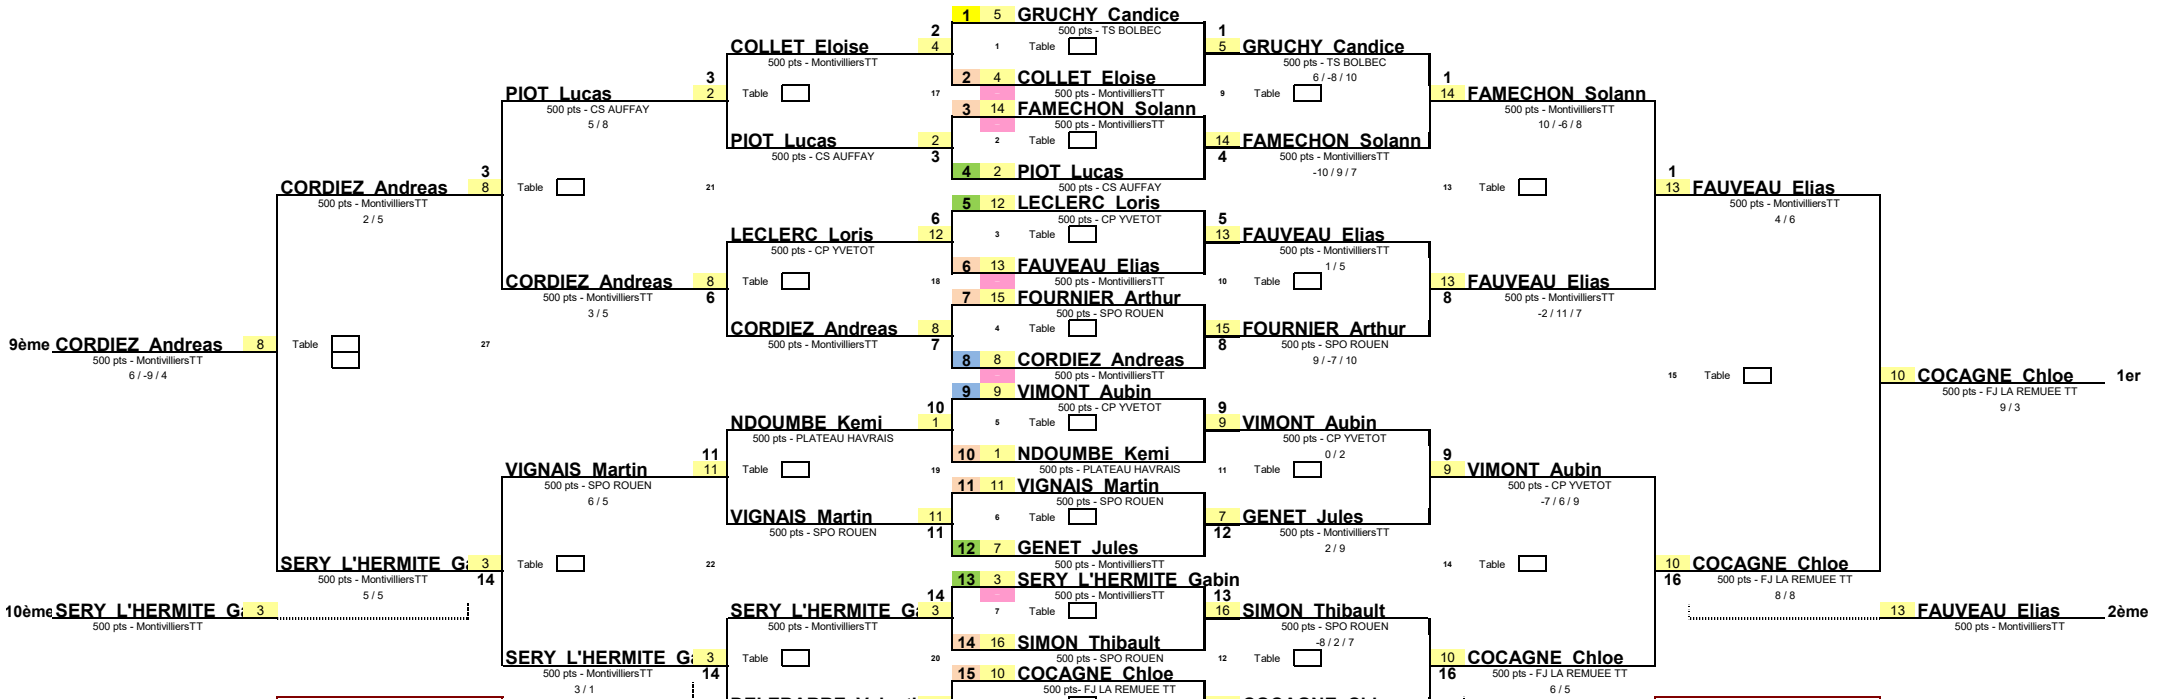 1 5 GRUCHY Candice
500 pts - TS BOLBEC
2
COLLET Eloise 4
500 pts - MontivilliersTT
1 Table
1
5 GRUCHY Candice
500 pts - TS BOLBEC
6 / -8 / 10
2 4 COLLET Eloise
500 pts - MontivilliersTT
3
PIOT Lucas 2
500 pts - CS AUFFAY
5 / 8
Table 17
9 Table
1
14 FAMECHON Solann
500 pts - MontivilliersTT
10 / -6 / 8
3 14 FAMECHON Solann
500 pts - MontivilliersTT
PIOT Lucas 2
500 pts - CS AUFFAY
3
2 Table
14 FAMECHON Solann
4
500 pts - MontivilliersTT
-10 / 9 / 7
4 2 PIOT Lucas
500 pts - CS AUFFAY
3
CORDIEZ Andreas 8
500 pts - MontivilliersTT
2 / 5
Table 21
13 Table
1
13 FAUVEAU Elias
500 pts - MontivilliersTT
4 / 6
5 12 LECLERC Loris
500 pts - CP YVETOT
6
LECLERC Loris 12
500 pts - CP YVETOT
3 Table
5
13 FAUVEAU Elias
500 pts - MontivilliersTT
1 / 5
6 13 FAUVEAU Elias
500 pts - MontivilliersTT
CORDIEZ Andreas 8
500 pts - MontivilliersTT
6
3 / 5
Table 18
10 Table
13 FAUVEAU Elias
8
500 pts - MontivilliersTT
-2 / 11 / 7
7 15 FOURNIER Arthur
500 pts - SPO ROUEN
CORDIEZ Andreas 8
500 pts - MontivilliersTT
7
4 Table
15 FOURNIER Arthur
8
500 pts - SPO ROUEN
9 / -7 / 10
8 8 CORDIEZ Andreas
500 pts - MontivilliersTT
9ème CORDIEZ Andreas 8
500 pts - MontivilliersTT
6 / -9 / 4
Table 27
15 Table
10 COCAGNE Chloe 1er
500 pts - FJ LA REMUEE TT
9 / 3
9 9 VIMONT Aubin
500 pts - CP YVETOT
10
NDOUMBE Kemi 1
500 pts - PLATEAU HAVRAIS
5 Table
9
9 VIMONT Aubin
500 pts - CP YVETOT
0 / 2
10 1 NDOUMBE Kemi
500 pts - PLATEAU HAVRAIS
11
VIGNAIS Martin 11
500 pts - SPO ROUEN
6 / 5
Table 19
11 Table
9
9 VIMONT Aubin
500 pts - CP YVETOT
-7 / 6 / 9
11 11 VIGNAIS Martin
500 pts - SPO ROUEN
VIGNAIS Martin 11
500 pts - SPO ROUEN
11
6 Table
7 GENET Jules
12
500 pts - MontivilliersTT
2 / 9
12 7 GENET Jules
500 pts - MontivilliersTT
SERY L'HERMITE Ga 3
500 pts - MontivilliersTT
14
5 / 5
Table 22
14 Table
10 COCAGNE Chloe
16
500 pts - FJ LA REMUEE TT
8 / 8
13 3 SERY L'HERMITE Gabin
500 pts - MontivilliersTT
10ème SERY L'HERMITE Ga 3
500 pts - MontivilliersTT
14
SERY L'HERMITE Ga 3
500 pts - MontivilliersTT
7 Table
13
16 SIMON Thibault
500 pts - SPO ROUEN
-8 / 2 / 7
13 FAUVEAU Elias 2ème
500 pts - MontivilliersTT
14 16 SIMON Thibault
500 pts - SPO ROUEN
SERY L'HERMITE Ga 3
500 pts - MontivilliersTT
14
3 / 1
Table 20
12 Table
10 COCAGNE Chloe
16
500 pts - FJ LA REMUEE TT
6 / 5
15 10 COCAGNE Chloe
500 pts- FJ LA REMUEE TT